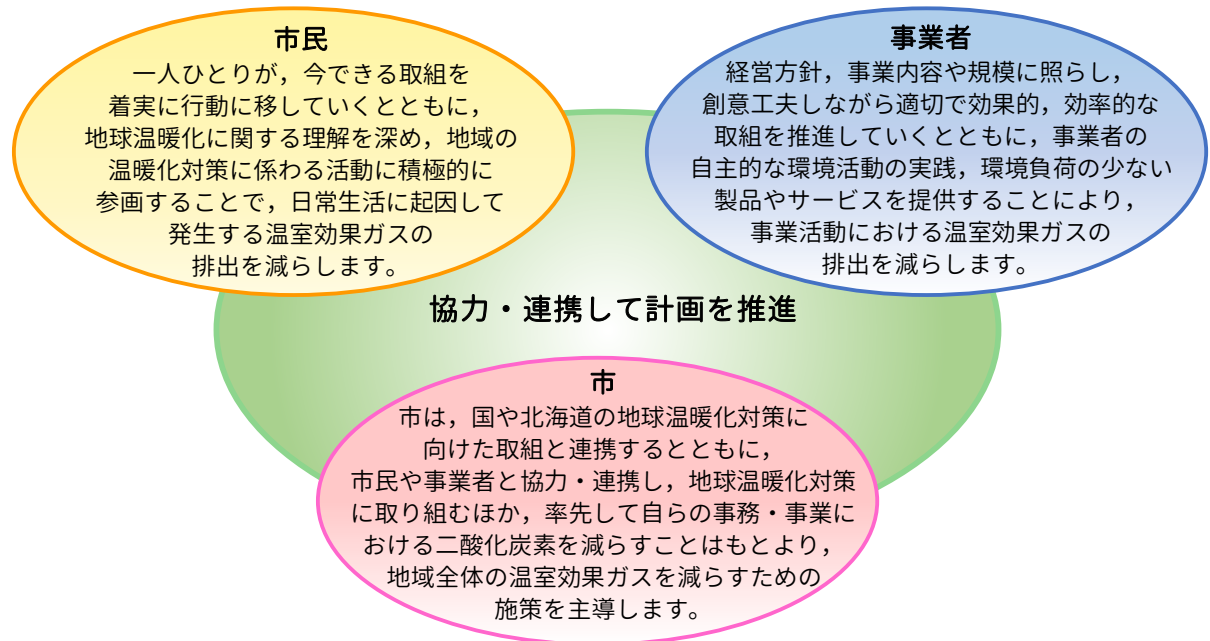 市民
一人ひとりが，今できる取組を
着実に行動に移していくとともに，
地球温暖化に関する理解を深め，地域の
温暖化対策に係わる活動に積極的に
参画することで，日常生活に起因して
発生する温室効果ガスの
排出を減らします。
事業者
経営方針，事業内容や規模に照らし，
創意工夫しながら適切で効果的，効率的な
取組を推進していくとともに，事業者の
自主的な環境活動の実践，環境負荷の少ない
製品やサービスを提供することにより，
事業活動における温室効果ガスの
排出を減らします。
協力・連携して計画を推進
市
市は，国や北海道の地球温暖化対策に
向けた取組と連携するとともに，
市民や事業者と協力・連携し，地球温暖化対策
に取り組むほか，率先して自らの事務・事業に
おける二酸化炭素を減らすことはもとより，
地域全体の温室効果ガスを減らすための
施策を主導します。